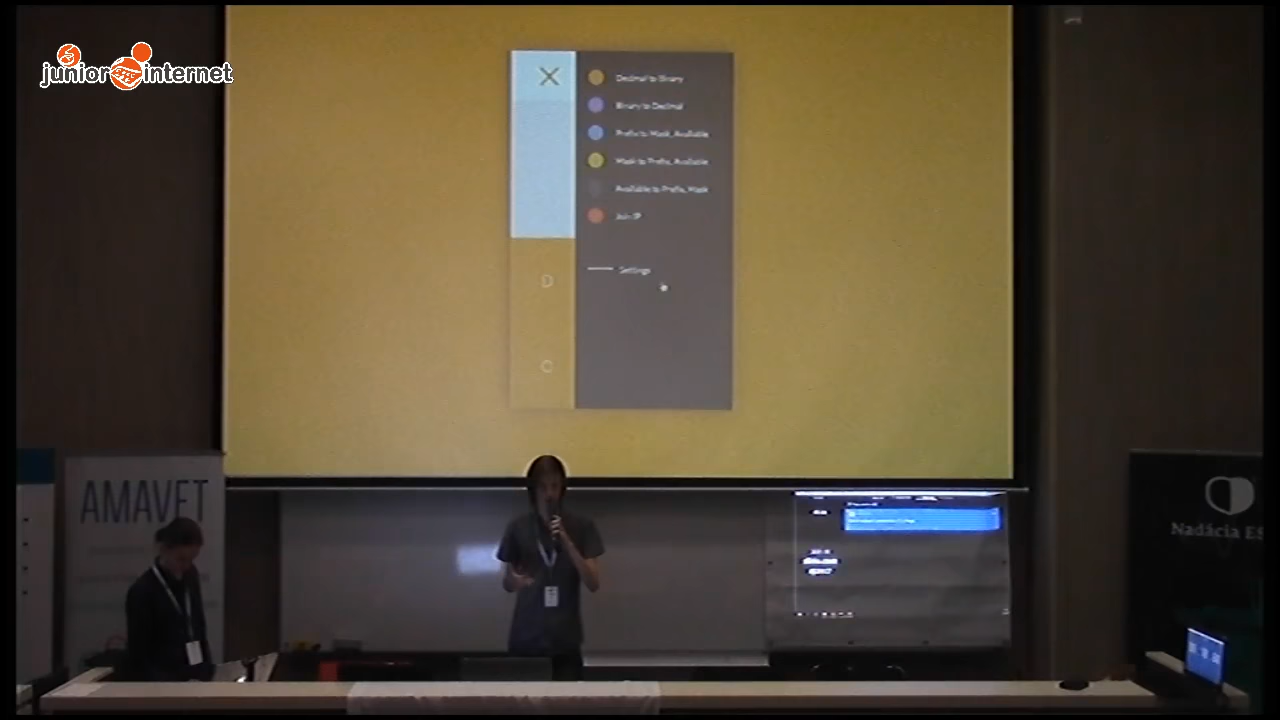 junior internet
X
Decimal to Binary
Binary to Decimal
Prefix to Mask, Available
Mask to Prefix, Available
Available to Prefix, Mask
Join IP
Settings
D
C
AMAVET
Nadácia ES